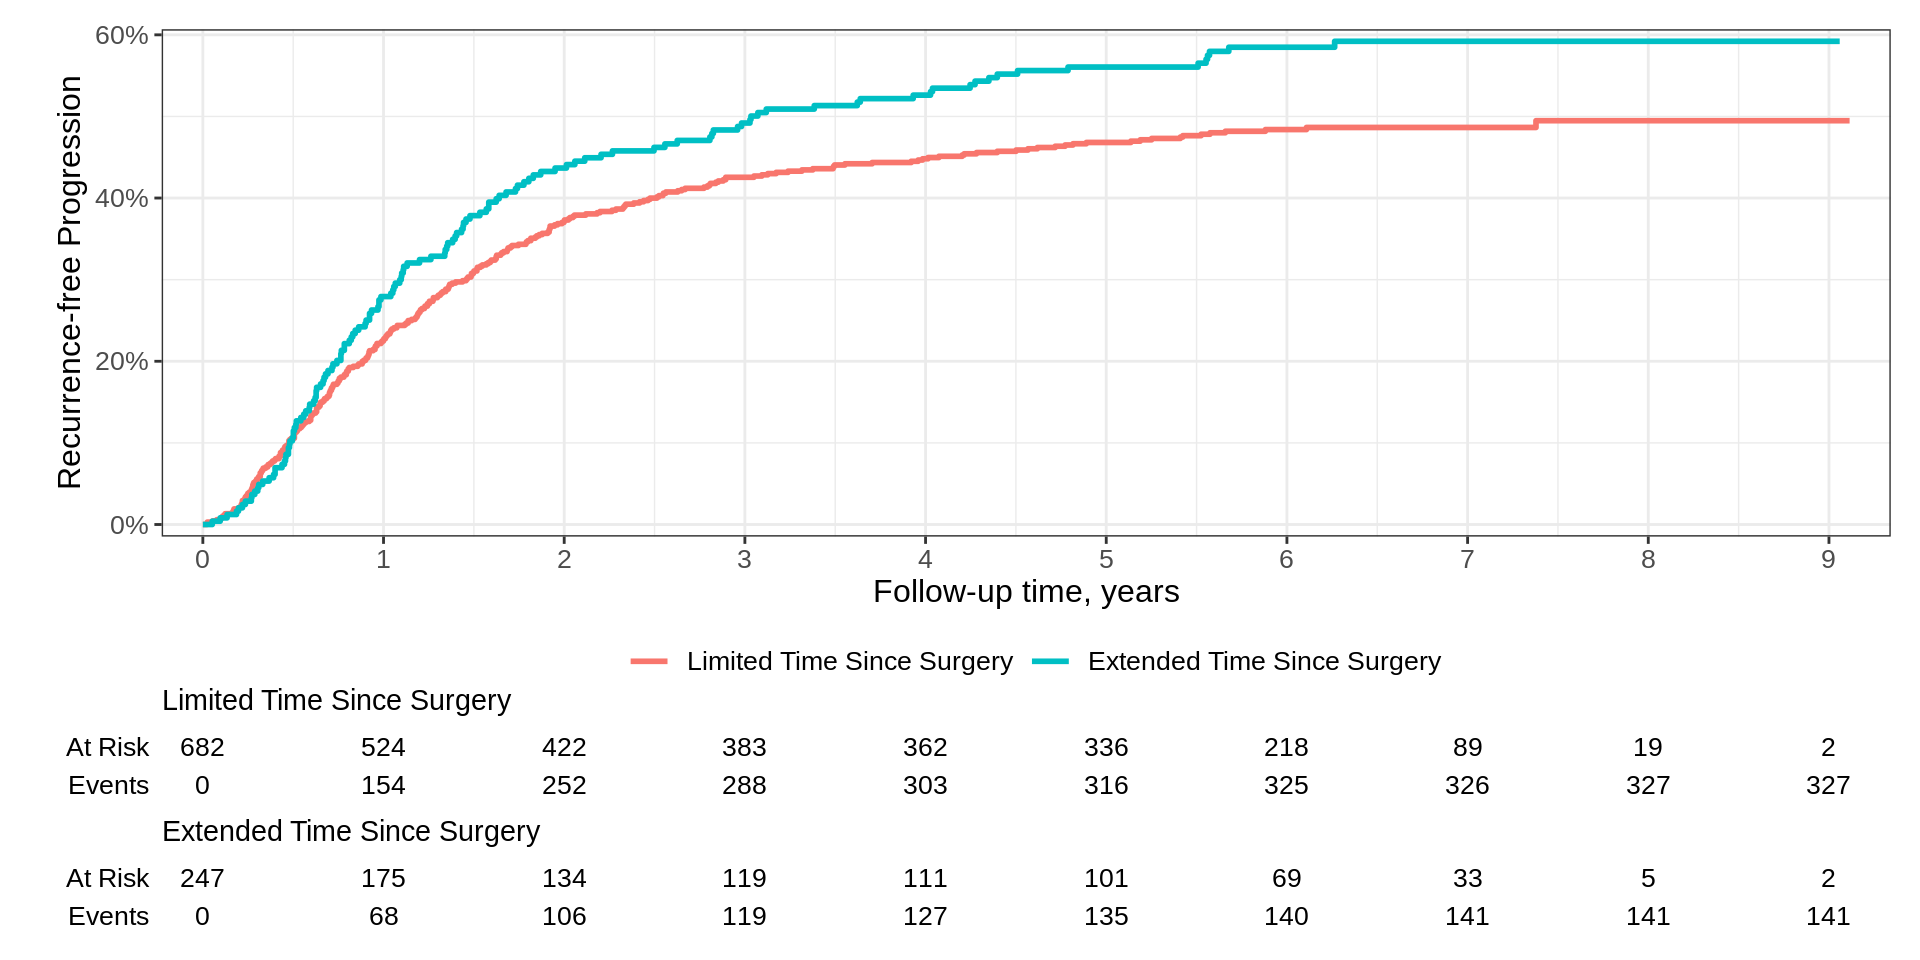 60%
40%
20%
0%
Recurrence-free Progression
0 1 2 3 4 5 6 7 8 9
Follow-up time, years
Limited Time Since Surgery Extended Time Since Surgery
Limited Time Since Surgery
At Risk 682 524 422 383 362 336 218 89 19 2
Events 0 154 252 288 303 316 325 326 327 327
Extended Time Since Surgery
At Risk 247 175 134 119 111 101 69 33 5 2
Events 0 68 106 119 127 135 140 141 141 141